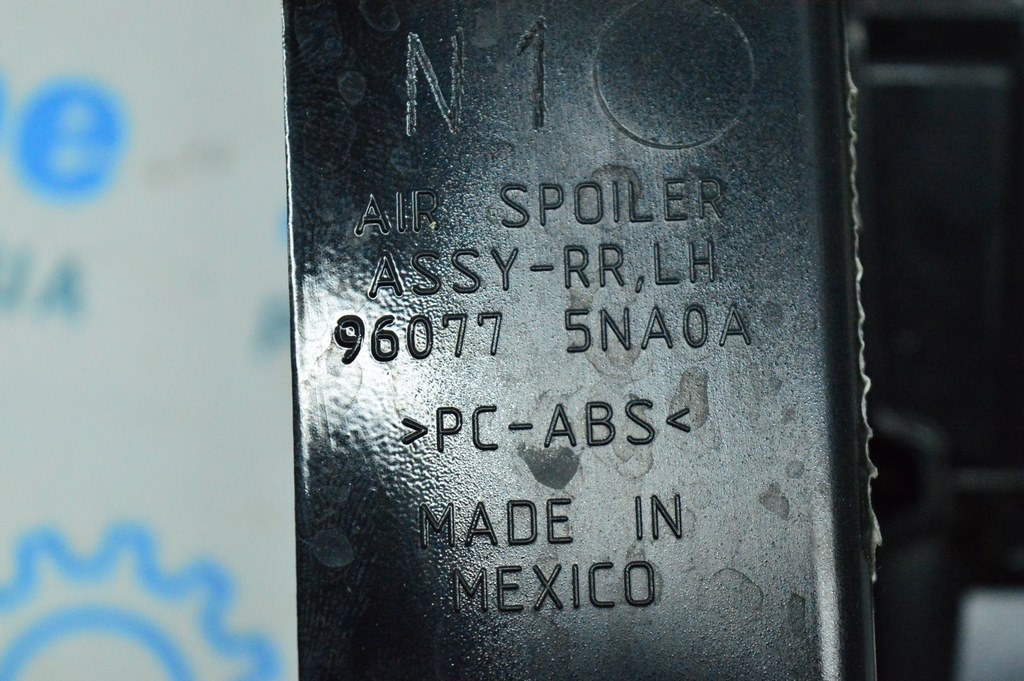 N1
AIR SPOILER
ASSY-RR,LH
96077 5NA0A
>PC-ABS<
MADE IN
MEXICO